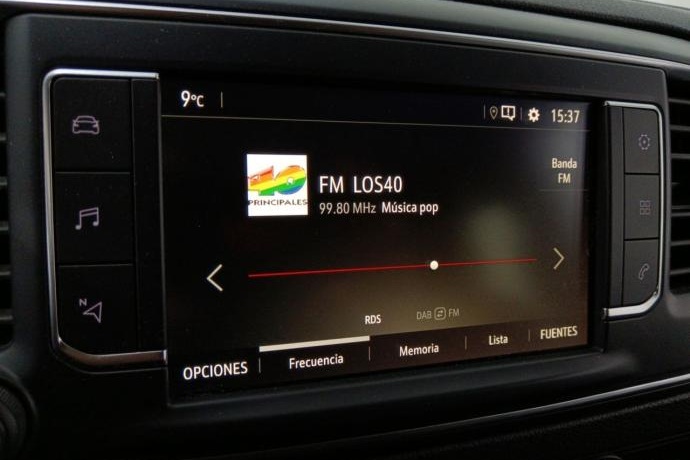 9°C
15:37
40
PRINCIPALES
FM LOS40
99.80 MHz Música pop
Banda
FM
RDS
DAB FM
OPCIONES
Frecuencia
Memoria
Lista
FUENTES
N